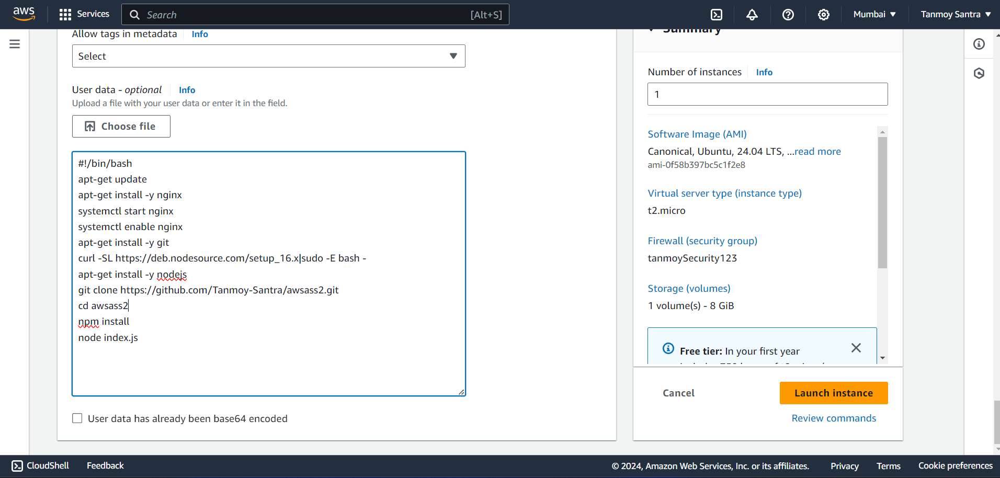 aws Services Search [Alt+S] Mumbai Tanmoy Santra
Allow tags in metadata Info
Select
User data - optional Info
Upload a file with your user data or enter it in the field.
Choose file
#!/bin/bash
apt-get update
apt-get install -y nginx
systemctl start nginx
systemctl enable nginx
apt-get install -y git
curl -SL https://deb.nodesource.com/setup_16.x|sudo -E bash -
apt-get install -y nodejs
git clone https://github.com/Tanmoy-Santra/awsass2.git
cd awsass2
npm install
node index.js
User data has already been base64 encoded
Summary
Number of instances Info
1
Software Image (AMI)
Canonical, Ubuntu, 24.04 LTS, ...read more
ami-0f58b397bc5c1f2e8
Virtual server type (instance type)
t2.micro
Firewall (security group)
tanmoySecurity123
Storage (volumes)
1 volume(s) - 8 GiB
Free tier: In your first year
Cancel Launch instance
Review commands
CloudShell Feedback © 2024, Amazon Web Services, Inc. or its affiliates. Privacy Terms Cookie preferences